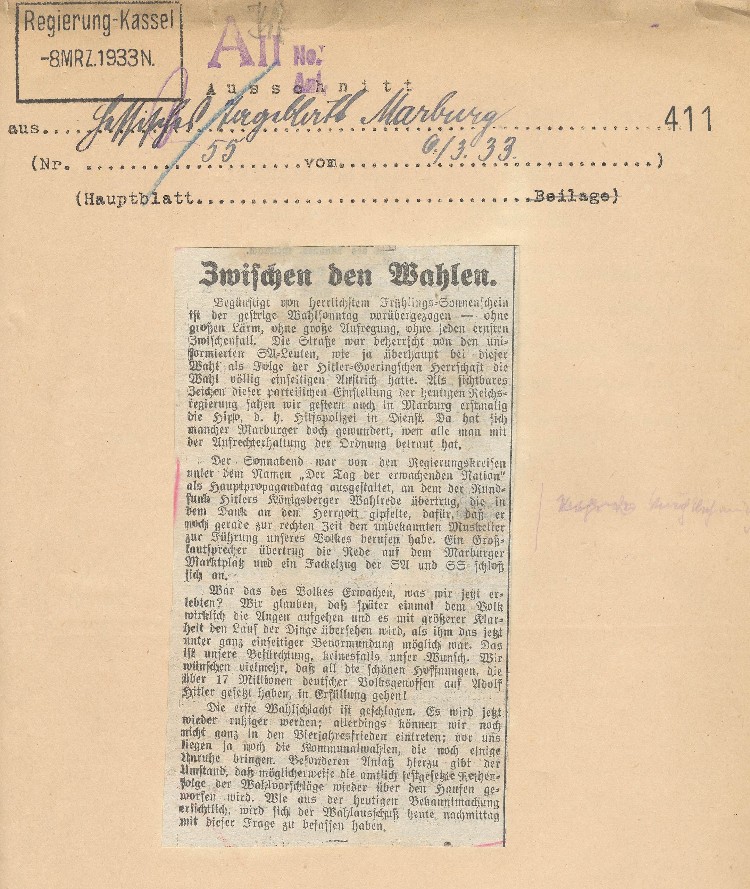 Regierung-Kassel
-8.MRZ.1933N.
All No.
Anl.
Ausschnitt
aus.... Hessisches Tageblatt Marburg 411
(Nr. 55 vom 6/3.33.)
(Hauptblatt Beilage)
Zwischen den Wahlen.
Begünstigt von herrlichstem Frühlings-Sonnenschein
ist der gestrige Wahlsonntag vorübergezogen — ohne
großen Lärm, ohne große Aufregung, ohne jeden ernsten
Zwischenfall. Die Straße war beherrscht von den uni-
formierten SA-Leuten, wie ja überhaupt bei dieser
Wahl als Folge der Hitler-Goeringschen Herrschaft die
Wahl völlig einseitigen Anstrich hatte. Als sichtbares
Zeichen dieser parteilichen Einstellung der heutigen Reichs-
regierung sahen wir gestern auch in Marburg erstmalig
die Hipo, d. h. Hilfspolizei in Dienst. Da hat sich
mancher Marburger doch gewundert, wen alle man mit
der Aufrechterhaltung der Ordnung betraut hat.
Der Sonnabend war von den Regierungskreisen
unter dem Namen „Der Tag der erwachenden Nation“
als Hauptpropagandatag ausgestaltet, an dem der Rund-
funk Hitlers Königsberger Wahlrede übertrug, die in
dem Dank an den Herrgott gipfelte, dafür, daß er
noch gerade zur rechten Zeit den unbekannten Musketier
zur Führung unseres Volkes berufen habe. Ein Groß-
lautsprecher übertrug die Rede auf dem Marburger
Marktplatz und ein Fackelzug der SA und SS schloß
sich an.
War das des Volkes Erwachen, was wir jetzt er-
lebten? Wir glauben, daß später einmal dem Volk
wirklich die Augen aufgehen und es mit größerer Klar-
heit den Lauf der Dinge übersehen wird, als ihm das jetzt
unter ganz einseitiger Bevormundung möglich war. Das
ist unsere Befürchtung, keinesfalls unser Wunsch. Wir
wünschen vielmehr, daß all die schönen Hoffnungen, die
über 17 Millionen deutscher Volksgenossen auf Adolf
Hitler gesetzt haben, in Erfüllung gehen!
Die erste Wahlschlacht ist geschlagen. Es wird jetzt
wieder ruhiger werden; allerdings können wir noch
nicht ganz in den Vierjahresfrieden eintreten; vor uns
liegen ja noch die Kommunalwahlen, die noch einige
Unruhe bringen. Besonderen Anlaß hierzu gibt der
Umstand, daß möglicherweise die amtlich festgesetzte Reihen-
folge der Wahlvorschläge wieder über den Haufen ge-
worfen wird. Wie aus der heutigen Bekanntmachung
ersichtlich, wird sich der Wahlausschuß heute nachmittag
mit dieser Frage zu befassen haben.